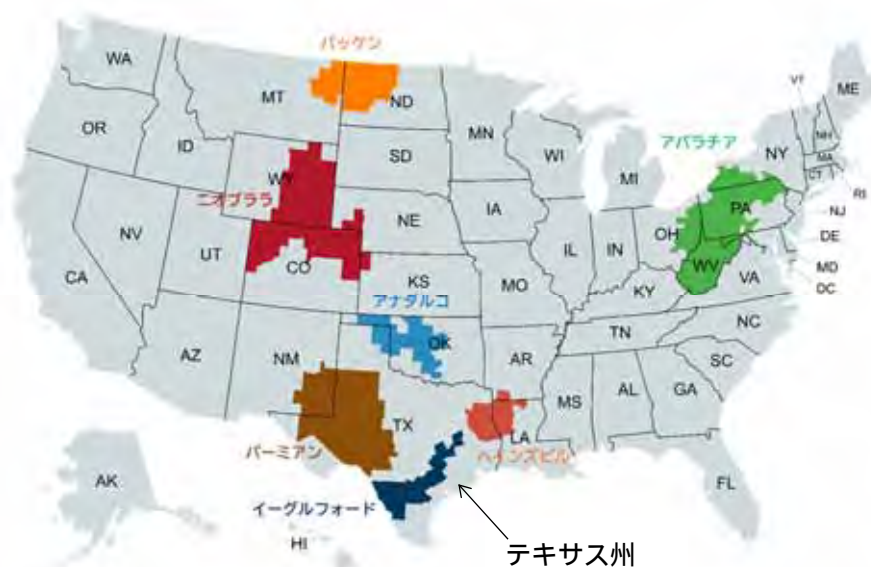 バッケン
WA
VT
ME
MT
ND
OR
MN
NH
ID
アパラチア
NY
MA
SD
WI
CT
WY
MI
RI
ニオブララ
PA
NJ
IA
NE
NV
OH
DE
UT
IL
IN
CO
WV
MD
CA
KS
MO
VA
DC
アナダルコ
KY
NC
TN
OK
AZ
NM
AR
SC
MS
AL
GA
TX
LA
パーミアン
ヘインズビル
AK
FL
イーグルフォード
HI
テキサス州